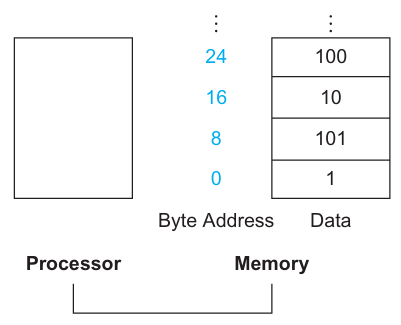 ⋮ ⋮
24 100
16 10
8 101
0 1
Byte Address Data
Processor Memory